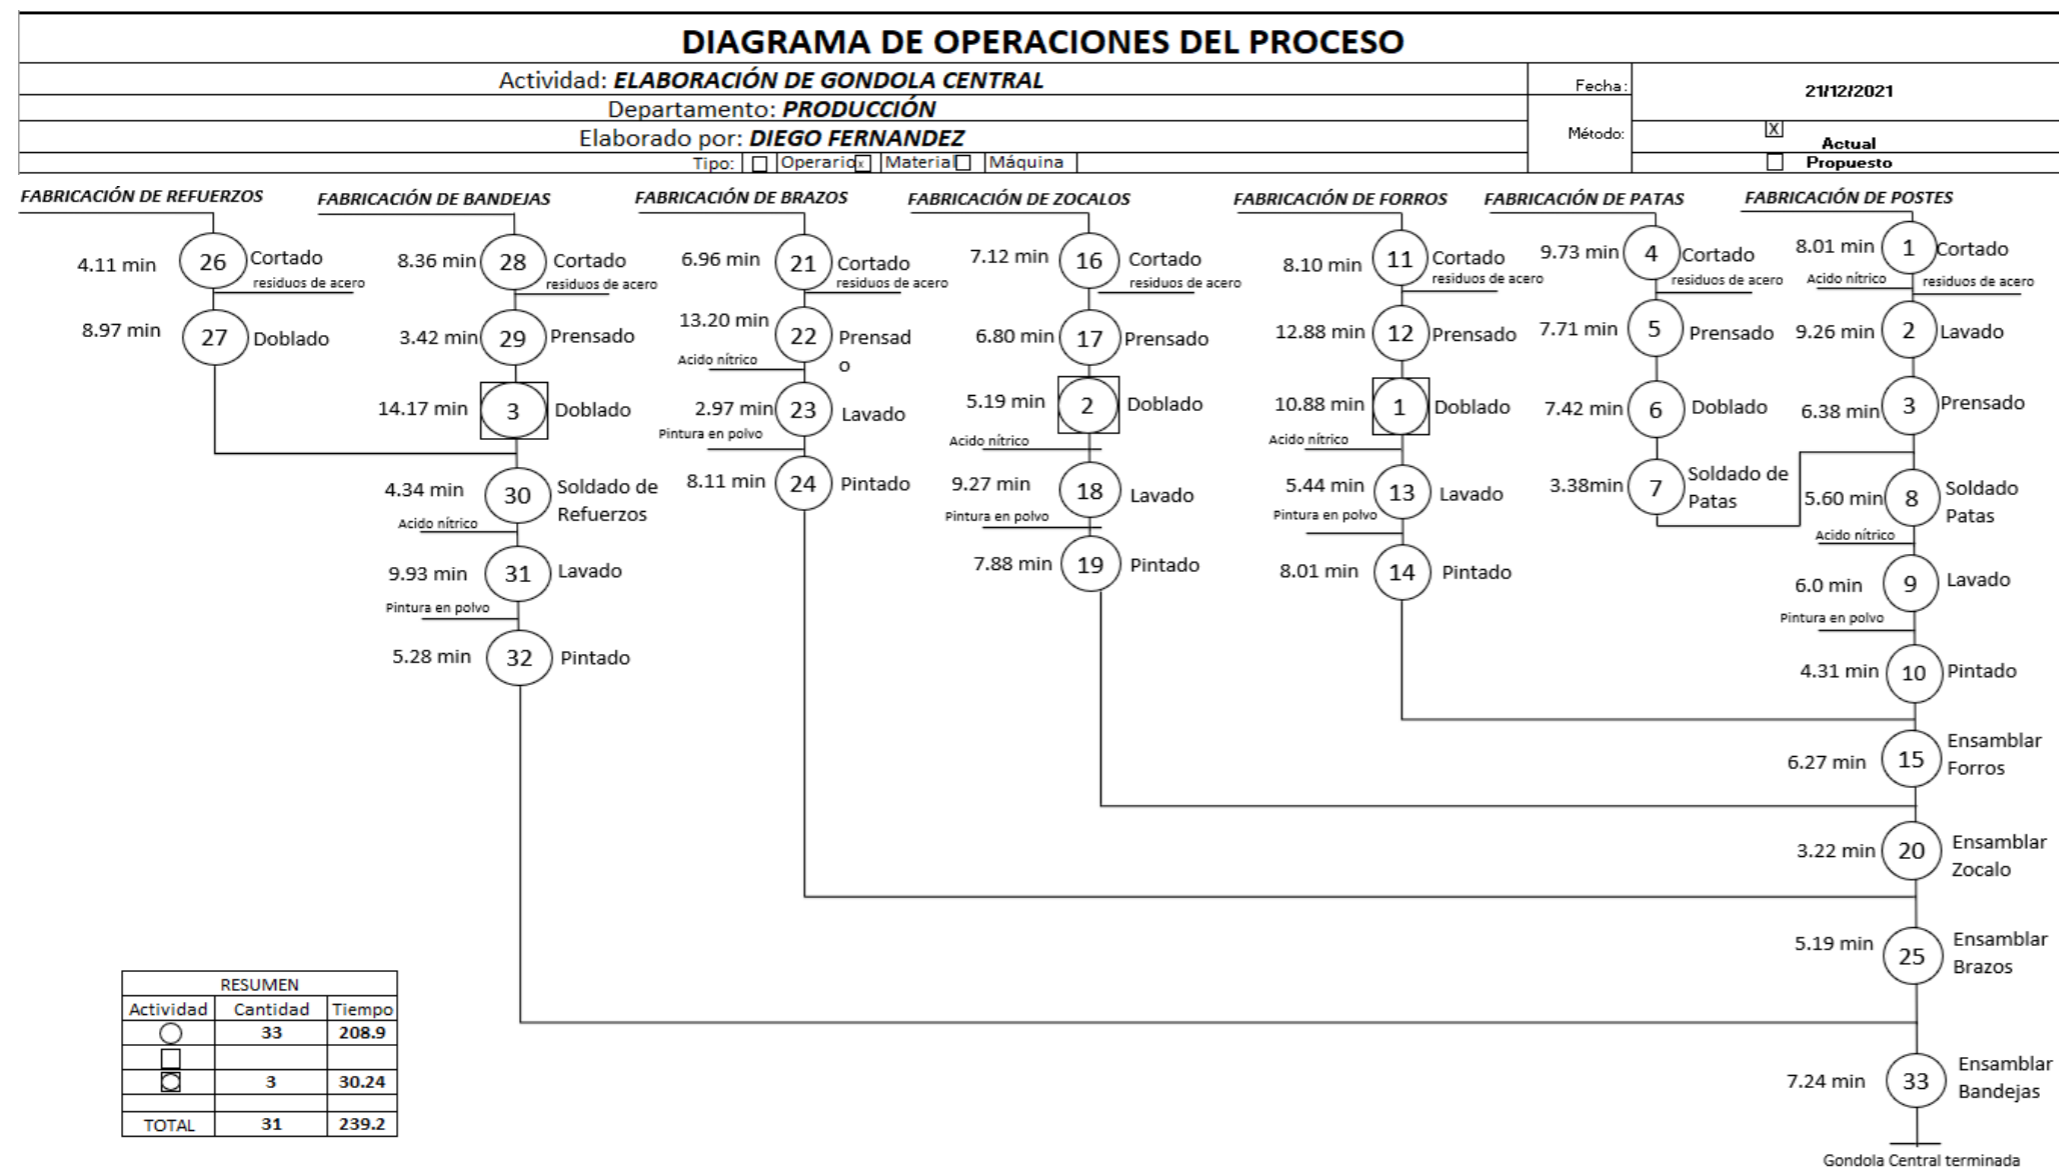 DIAGRAMA DE OPERACIONES DEL PROCESO
Actividad: ELABORACIÓN DE GONDOLA CENTRAL
Departamento: PRODUCCIÓN
Elaborado por: DIEGO FERNANDEZ
Tipo: Operario x Material Máquina
Fecha: 21/12/2021
Método: X Actual
Propuesto
FABRICACIÓN DE REFUERZOS
4.11 min 26 Cortado
residuos de acero
8.97 min 27 Doblado
FABRICACIÓN DE BANDEJAS
8.36 min 28 Cortado
residuos de acero
3.42 min 29 Prensado
14.17 min 3 Doblado
4.34 min 30 Soldado de
Refuerzos
Acido nítrico
9.93 min 31 Lavado
Pintura en polvo
5.28 min 32 Pintado
FABRICACIÓN DE BRAZOS
6.96 min 21 Cortado
residuos de acero
13.20 min 22 Prensad
o
Acido nítrico
2.97 min 23 Lavado
Pintura en polvo
8.11 min 24 Pintado
FABRICACIÓN DE ZOCALOS
7.12 min 16 Cortado
residuos de acero
6.80 min 17 Prensado
5.19 min 2 Doblado
Acido nítrico
9.27 min 18 Lavado
Pintura en polvo
7.88 min 19 Pintado
FABRICACIÓN DE FORROS
8.10 min 11 Cortado
residuos de acero
12.88 min 12 Prensado
10.88 min 1 Doblado
Acido nítrico
5.44 min 13 Lavado
Pintura en polvo
8.01 min 14 Pintado
FABRICACIÓN DE PATAS
9.73 min 4 Cortado
residuos de acero
7.71 min 5 Prensado
7.42 min 6 Doblado
3.38min 7 Soldado de
Patas
FABRICACIÓN DE POSTES
8.01 min 1 Cortado
Acido nítrico residuos de acero
9.26 min 2 Lavado
6.38 min 3 Prensado
5.60 min 8 Soldado
Patas
Acido nítrico
6.0 min 9 Lavado
Pintura en polvo
4.31 min 10 Pintado
6.27 min 15 Ensamblar
Forros
3.22 min 20 Ensamblar
Zocalo
5.19 min 25 Ensamblar
Brazos
7.24 min 33 Ensamblar
Bandejas
Gondola Central terminada
RESUMEN
Actividad Cantidad Tiempo
33 208.9
3 30.24
TOTAL 31 239.2